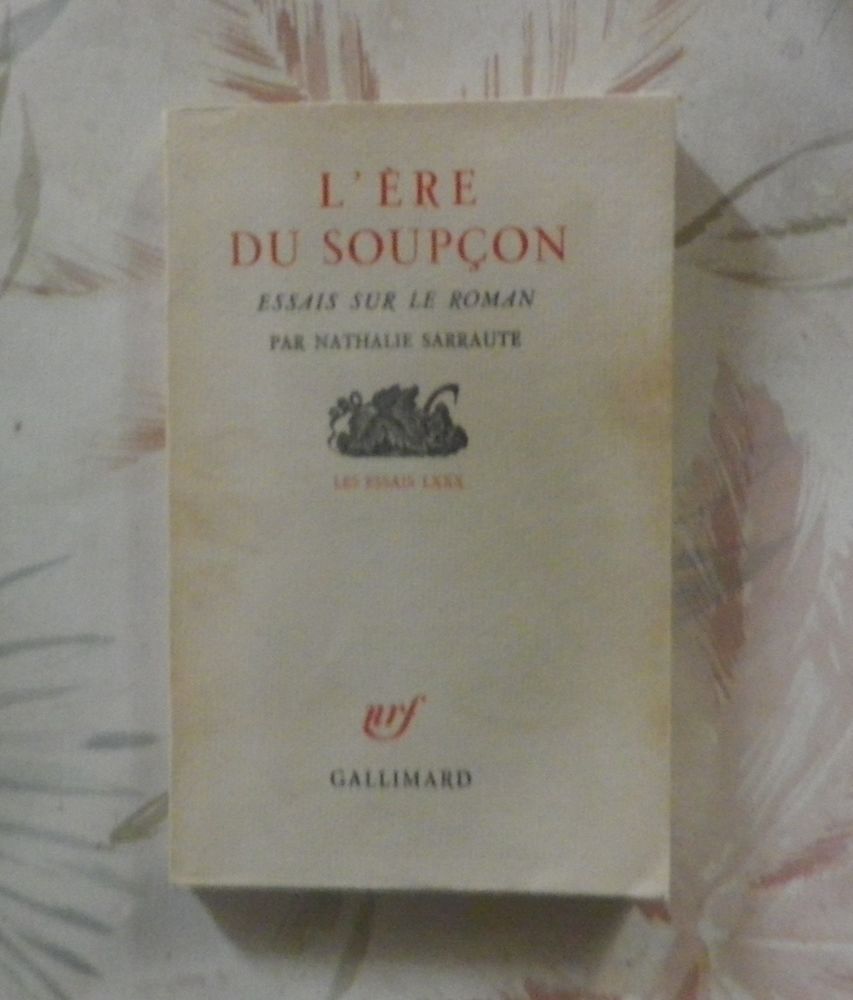 L'ÈRE
DU SOUPÇON
ESSAIS SUR LE ROMAN
PAR NATHALIE SARRAUTE
LES ESSAIS LXXX
nrf
GALLIMARD